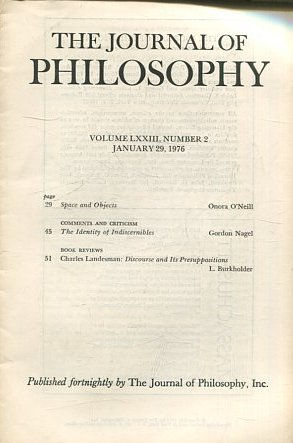 THE JOURNAL OF
PHILOSOPHY
VOLUME LXXIII, NUMBER 2
JANUARY 29, 1976
page
29 Space and Objects Onora O'Neill
COMMENTS AND CRITICISM
45 The Identity of Indiscernibles Gordon Nagel
BOOK REVIEWS
51 Charles Landesman: Discourse and Its Presuppositions
L. Burkholder
Published fortnightly by The Journal of Philosophy, Inc.